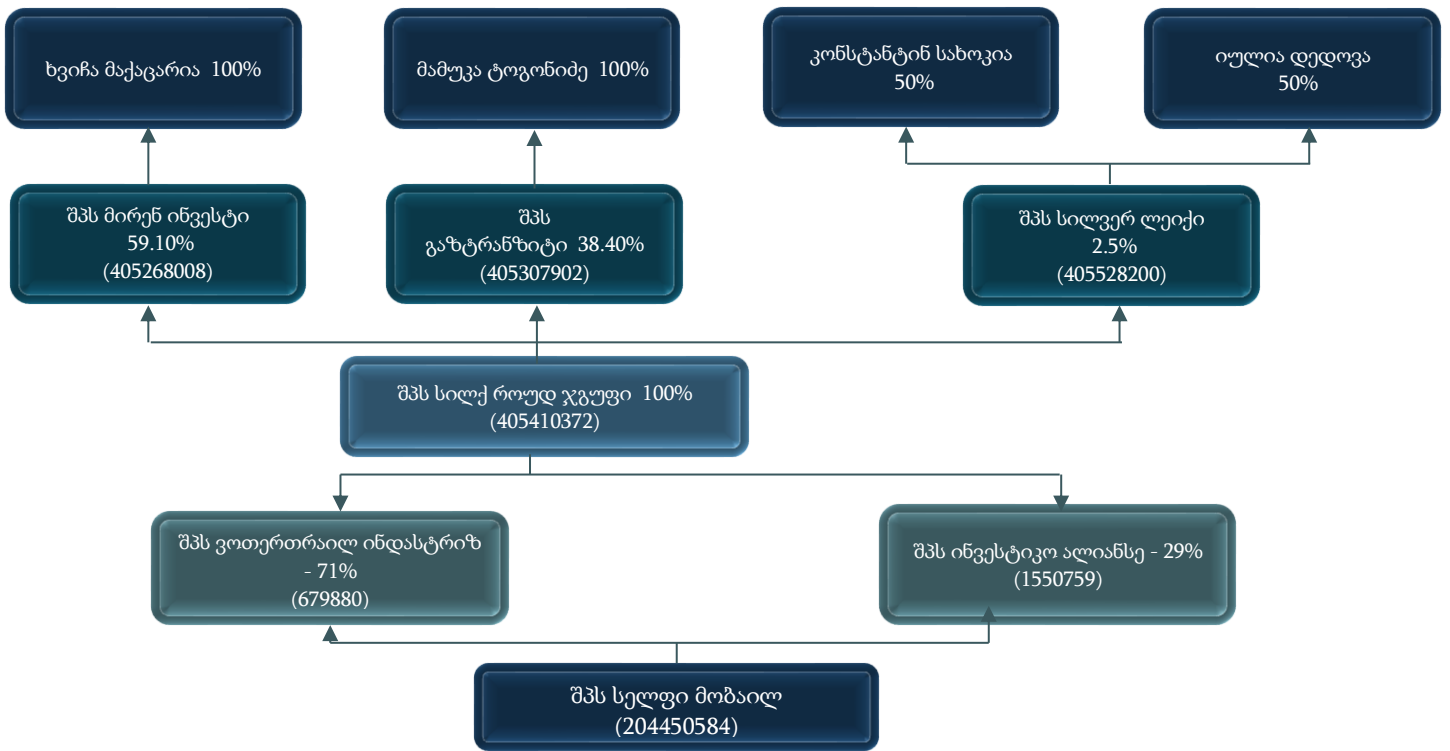 ხვიჩა მაქაცარია 100%
მამუკა ტოგონიძე 100%
კონსტანტინ სახოკია
50%
იულია დედოვა
50%
შპს მირენ ინვესტი
59.10%
(405268008)
შპს
გაზტრანზიტი 38.40%
(405307902)
შპს სილვერ ლეიქი
2.5%
(405528200)
შპს სილქ როუდ ჯგუფი 100%
(405410372)
შპს ვოთერთრაილ ინდასტრიზ
- 71%
(679880)
შპს ინვესტიკო ალიანსე - 29%
(1550759)
შპს სელფი მობაილ
(204450584)